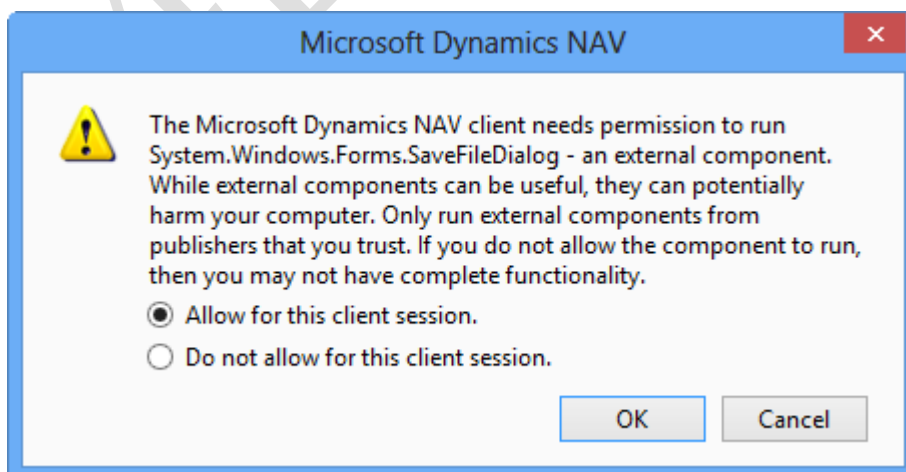 Microsoft Dynamics NAV
The Microsoft Dynamics NAV client needs permission to run
System.Windows.Forms.SaveFileDialog - an external component.
While external components can be useful, they can potentially
harm your computer. Only run external components from
publishers that you trust. If you do not allow the component to run,
then you may not have complete functionality.
Allow for this client session.
Do not allow for this client session.
OK
Cancel